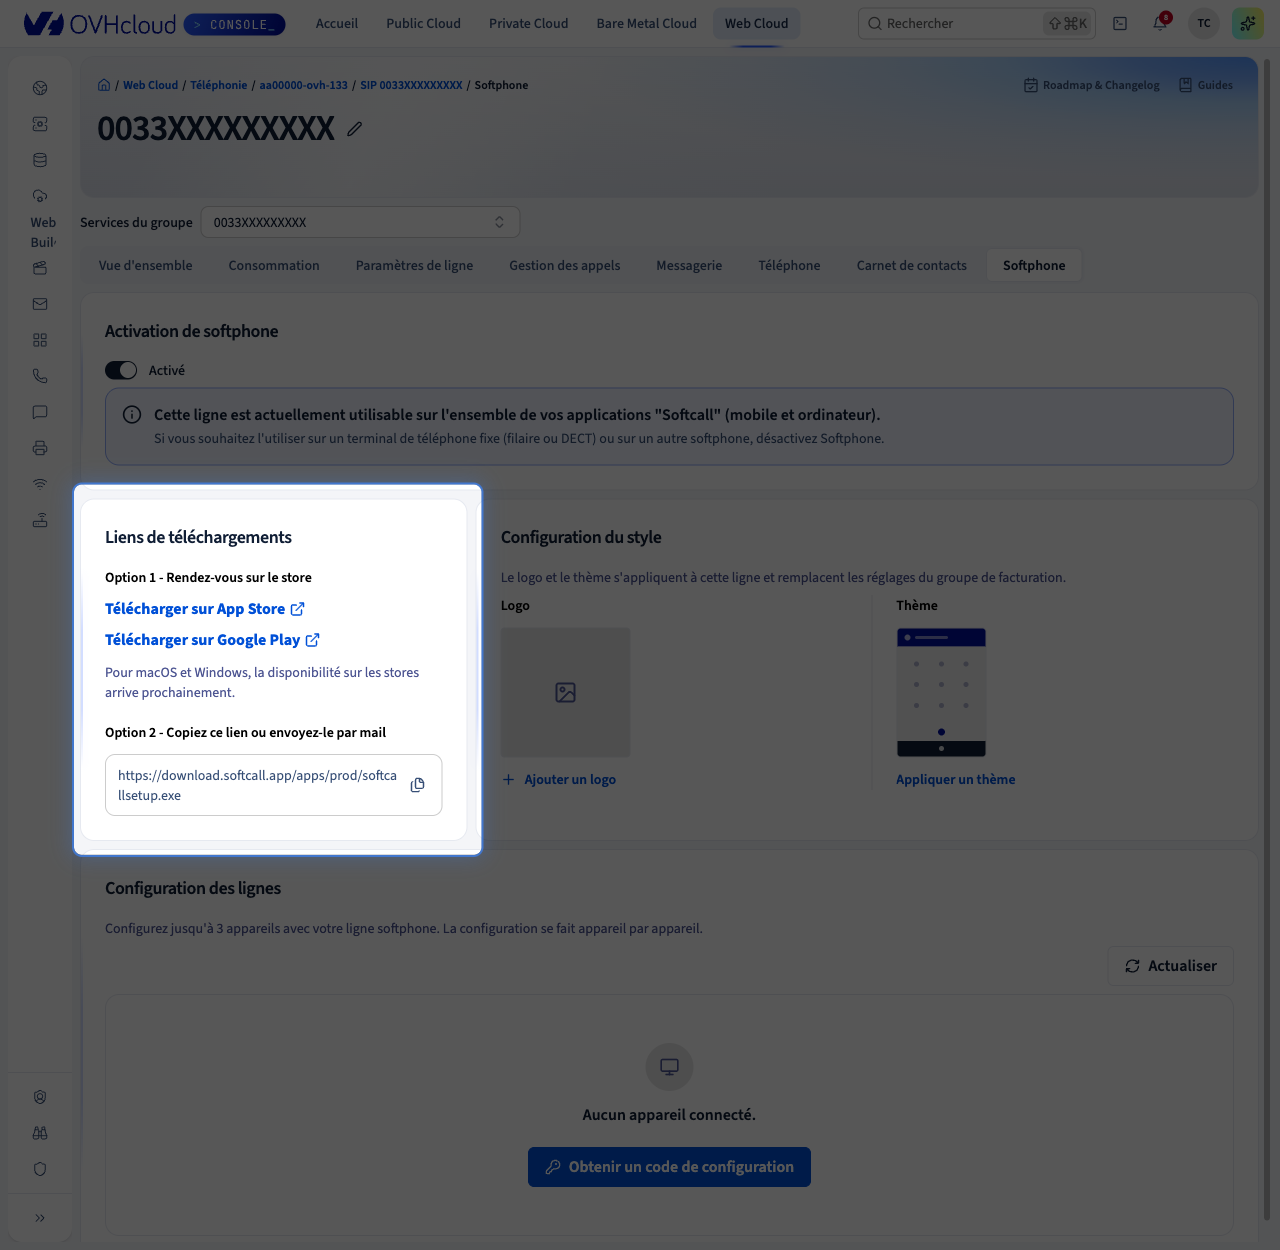 OVHcloud > CONSOLE_
Accueil Public Cloud Private Cloud Bare Metal Cloud Web Cloud
Rechercher ⇧⌘K
8
TC
/ Web Cloud / Téléphonie / aa00000-ovh-133 / SIP 0033XXXXXXXXX / Softphone
Roadmap & Changelog Guides
0033XXXXXXXXX
Web
Services du groupe 0033XXXXXXXXX
Vue d'ensemble Consommation Paramètres de ligne Gestion des appels Messagerie Téléphone Carnet de contacts Softphone
Activation de softphone
Activé
Cette ligne est actuellement utilisable sur l'ensemble de vos applications "Softcall" (mobile et ordinateur).
Si vous souhaitez l'utiliser sur un terminal de téléphone fixe (filaire ou DECT) ou sur un autre softphone, désactivez Softphone.
Liens de téléchargements
Option 1 - Rendez-vous sur le store
Télécharger sur App Store
Télécharger sur Google Play
Pour macOS et Windows, la disponibilité sur les stores
arrive prochainement.
Option 2 - Copiez ce lien ou envoyez-le par mail
https://download.softcall.app/apps/prod/softca
llsetup.exe
Configuration du style
Le logo et le thème s'appliquent à cette ligne et remplacent les réglages du groupe de facturation.
Logo
Ajouter un logo
Thème
Appliquer un thème
Configuration des lignes
Configurez jusqu'à 3 appareils avec votre ligne softphone. La configuration se fait appareil par appareil.
Actualiser
Aucun appareil connecté.
Obtenir un code de configuration